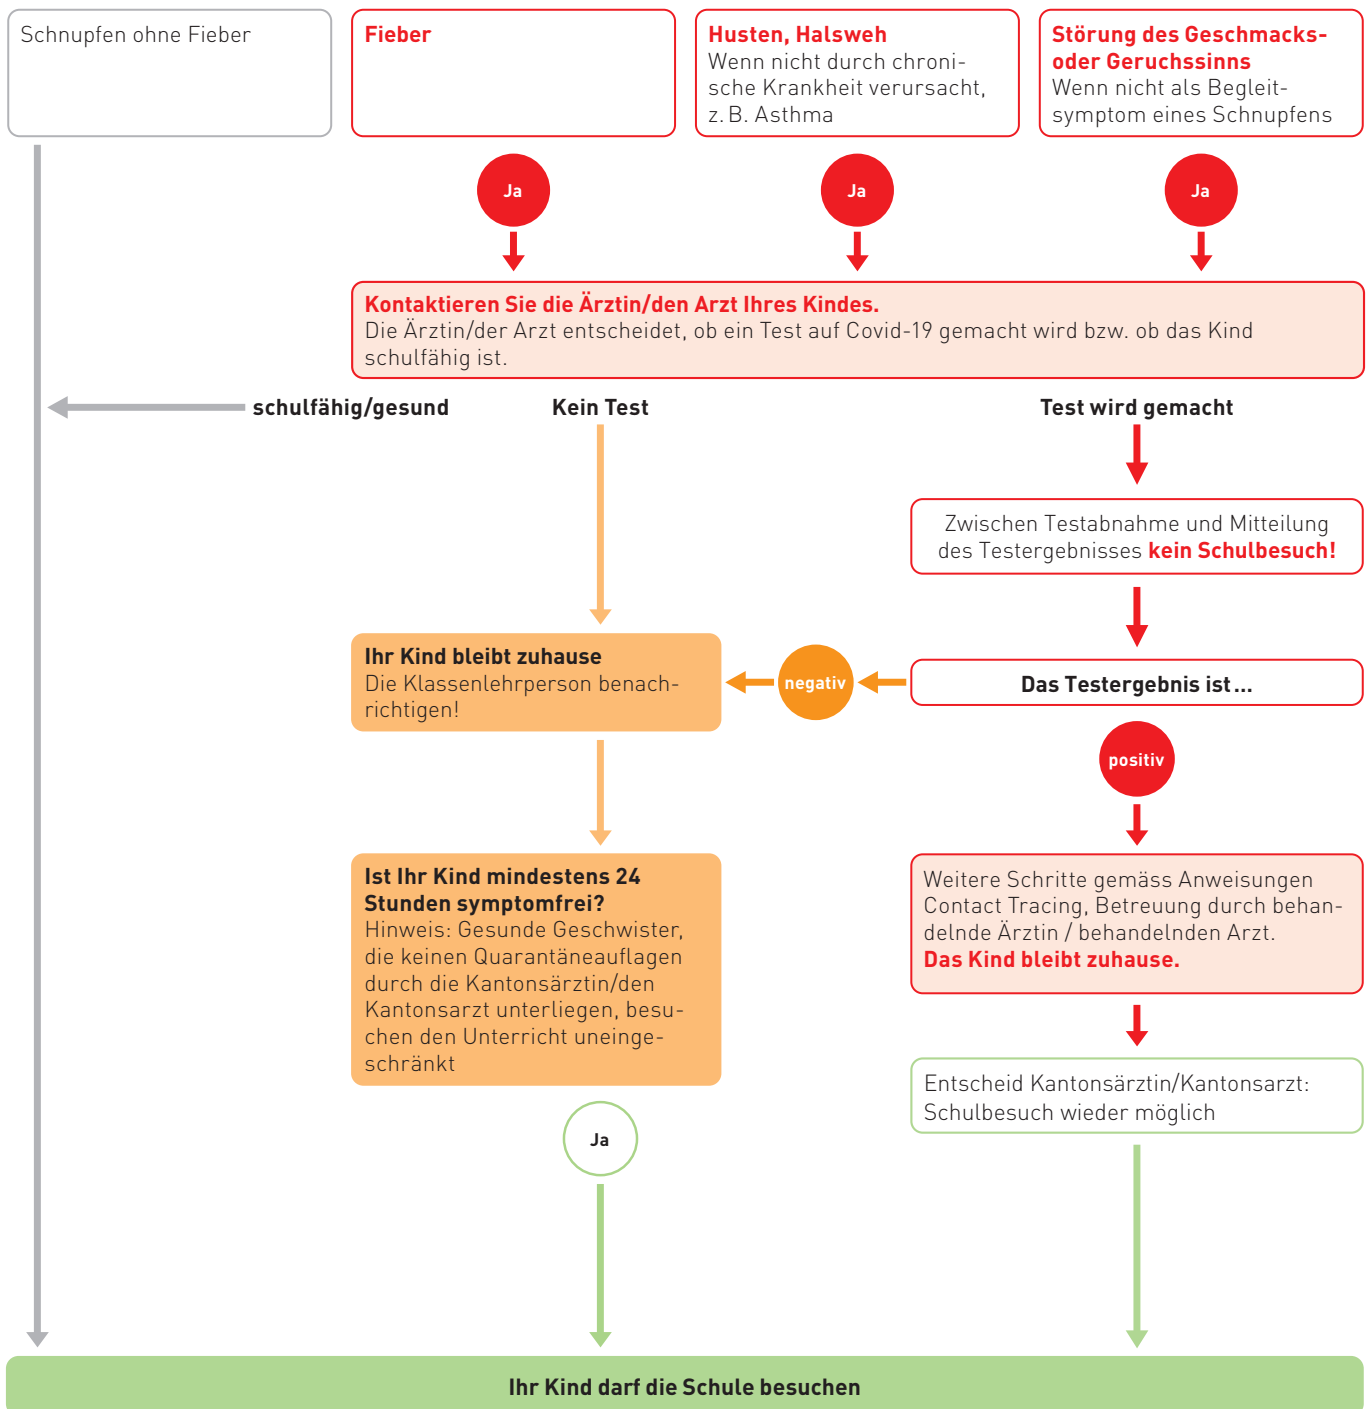 Schnupfen ohne Fieber
Fieber
Husten, Halsweh
Wenn nicht durch chroni-
sche Krankheit verursacht,
z. B. Asthma
Störung des Geschmacks-
oder Geruchssinns
Wenn nicht als Begleit-
symptom eines Schnupfens
Ja
Ja
Ja
Kontaktieren Sie die Ärztin/den Arzt Ihres Kindes.
Die Ärztin/der Arzt entscheidet, ob ein Test auf Covid-19 gemacht wird bzw. ob das Kind
schulfähig ist.
schulfähig/gesund
Kein Test
Test wird gemacht
Zwischen Testabnahme und Mitteilung
des Testergebnisses kein Schulbesuch!
Ihr Kind bleibt zuhause
Die Klassenlehrperson benach-
richtigen!
negativ
Das Testergebnis ist ...
positiv
Ist Ihr Kind mindestens 24
Stunden symptomfrei?
Hinweis: Gesunde Geschwister,
die keinen Quarantäneauflagen
durch die Kantonsärztin/den
Kantonsarzt unterliegen, besu-
chen den Unterricht uneinge-
schränkt
Weitere Schritte gemäss Anweisungen
Contact Tracing, Betreuung durch behan-
delnde Ärztin / behandelnden Arzt.
Das Kind bleibt zuhause.
Entscheid Kantonsärztin/Kantonsarzt:
Schulbesuch wieder möglich
Ja
Ihr Kind darf die Schule besuchen